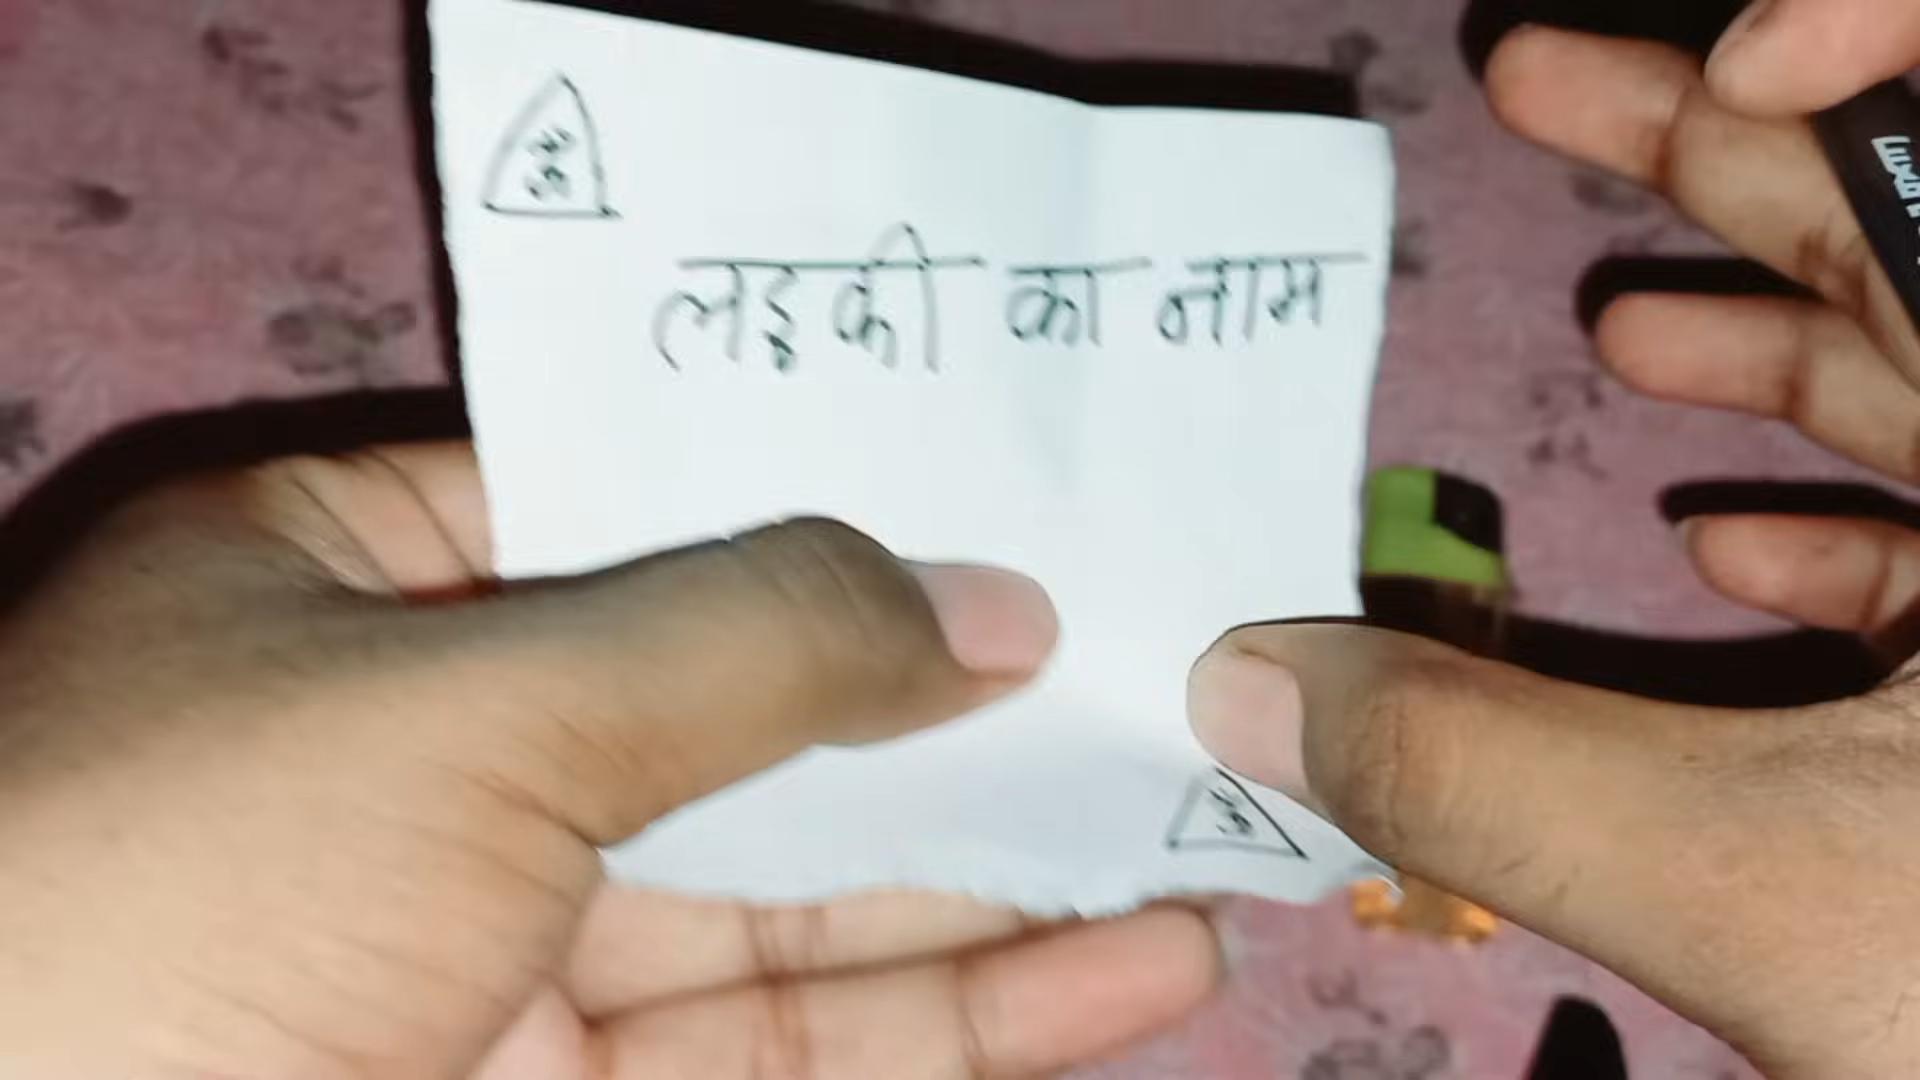 ॐ
लड़की का नाम
ॐ